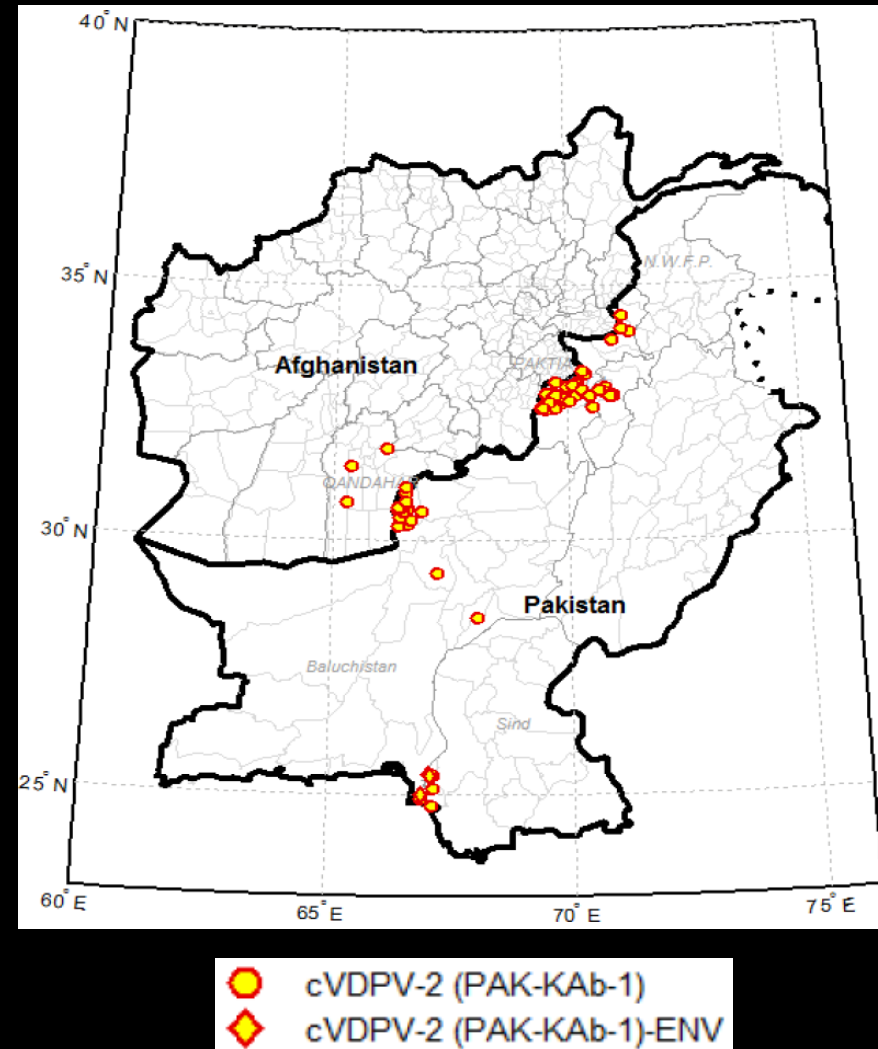 40° N
N.W.F.P.
35° N
Afghanistan
QANDAHAR
30° N
Pakistan
Baluchistan
Sind
25° N
60° E
65° E
70° E
75° E
cVDPV-2 (PAK-KAb-1)
cVDPV-2 (PAK-KAb-1)-ENV